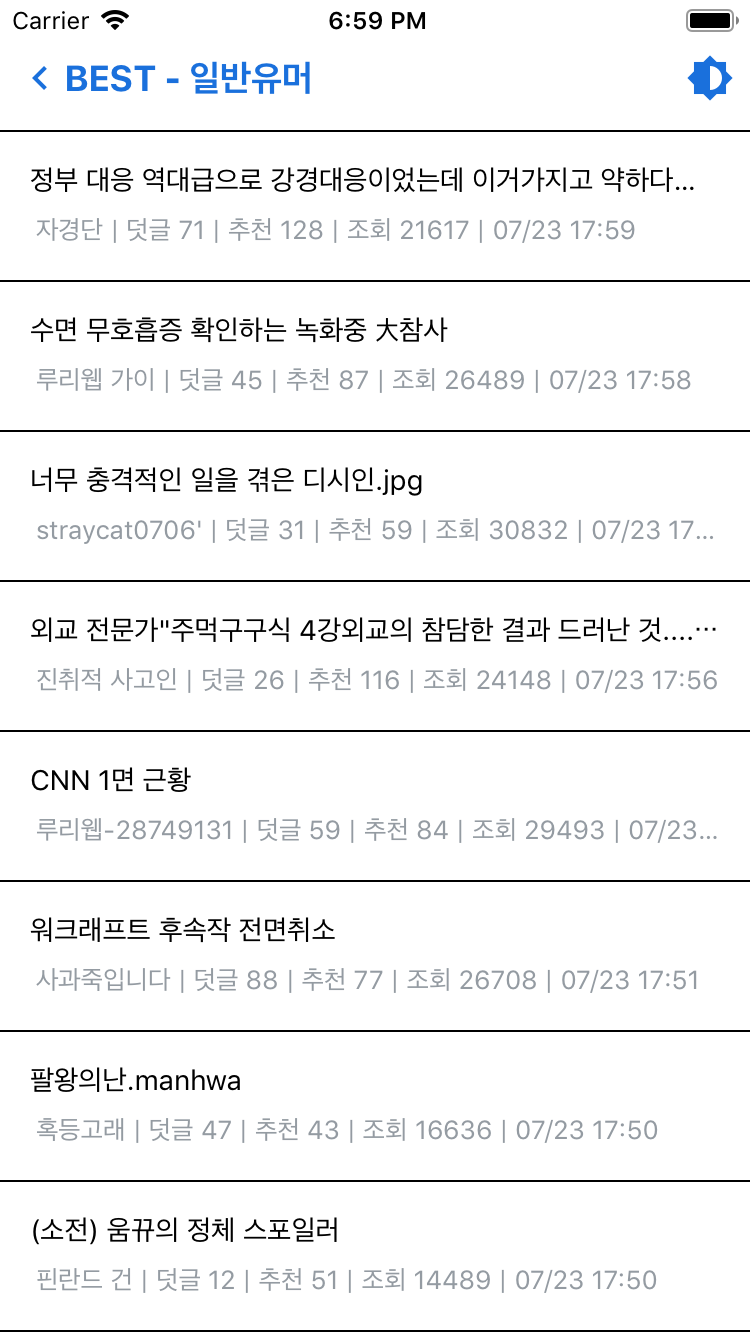 Carrier 6:59 PM
BEST - 일반유머
정부 대응 역대급으로 강경대응이었는데 이거가지고 약하다...
자경단 | 덧글 71 | 추천 128 | 조회 21617 | 07/23 17:59
수면 무호흡증 확인하는 녹화중 大참사
루리웹 가이 | 덧글 45 | 추천 87 | 조회 26489 | 07/23 17:58
너무 충격적인 일을 겪은 디시인.jpg
straycat0706' | 덧글 31 | 추천 59 | 조회 30832 | 07/23 17...
외교 전문가"주먹구구식 4강외교의 참담한 결과 드러난 것....…
진취적 사고인 | 덧글 26 | 추천 116 | 조회 24148 | 07/23 17:56
CNN 1면 근황
루리웹-28749131 | 덧글 59 | 추천 84 | 조회 29493 | 07/23...
워크래프트 후속작 전면취소
사과죽입니다 | 덧글 88 | 추천 77 | 조회 26708 | 07/23 17:51
팔왕의난.manhwa
혹등고래 | 덧글 47 | 추천 43 | 조회 16636 | 07/23 17:50
(소전) 움뀨의 정체 스포일러
핀란드 건 | 덧글 12 | 추천 51 | 조회 14489 | 07/23 17:50